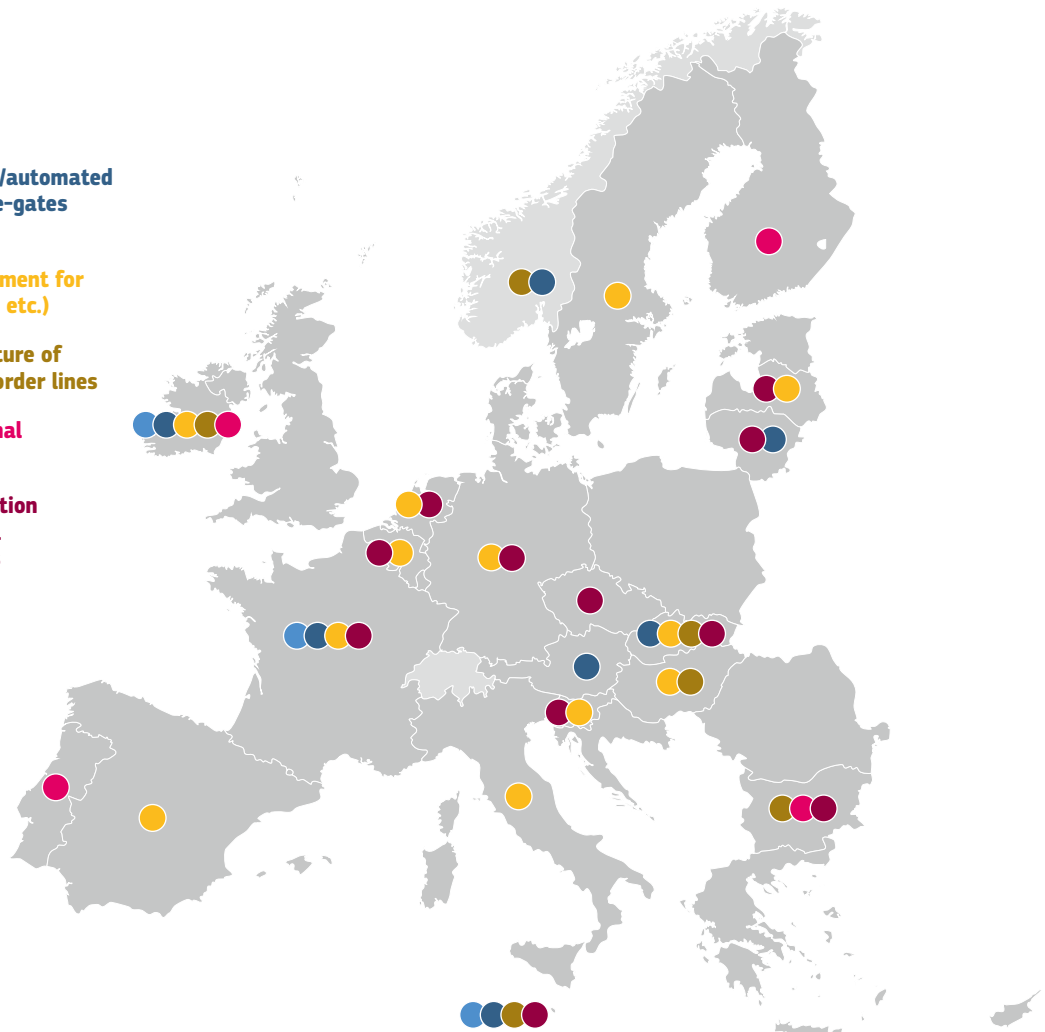 /automated
e-gates
ment for
etc.)
ture of
order lines
nal
tion